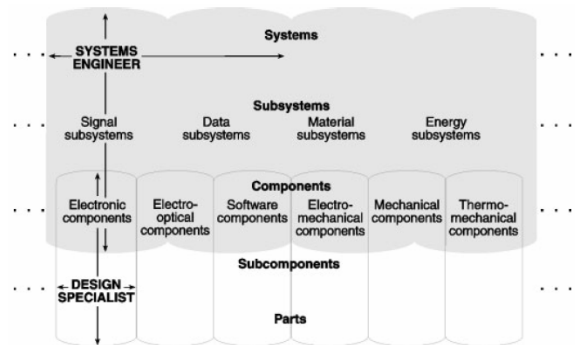 Systems
SYSTEMS
ENGINEER
Subsystems
Signal
subsystems
Data
subsystems
Material
subsystems
Energy
subsystems
Components
Electronic
components
Electro-
optical
components
Software
components
Electro-
mechanical
components
Mechanical
components
Thermo-
mechanical
components
Subcomponents
DESIGN
SPECIALIST
Parts